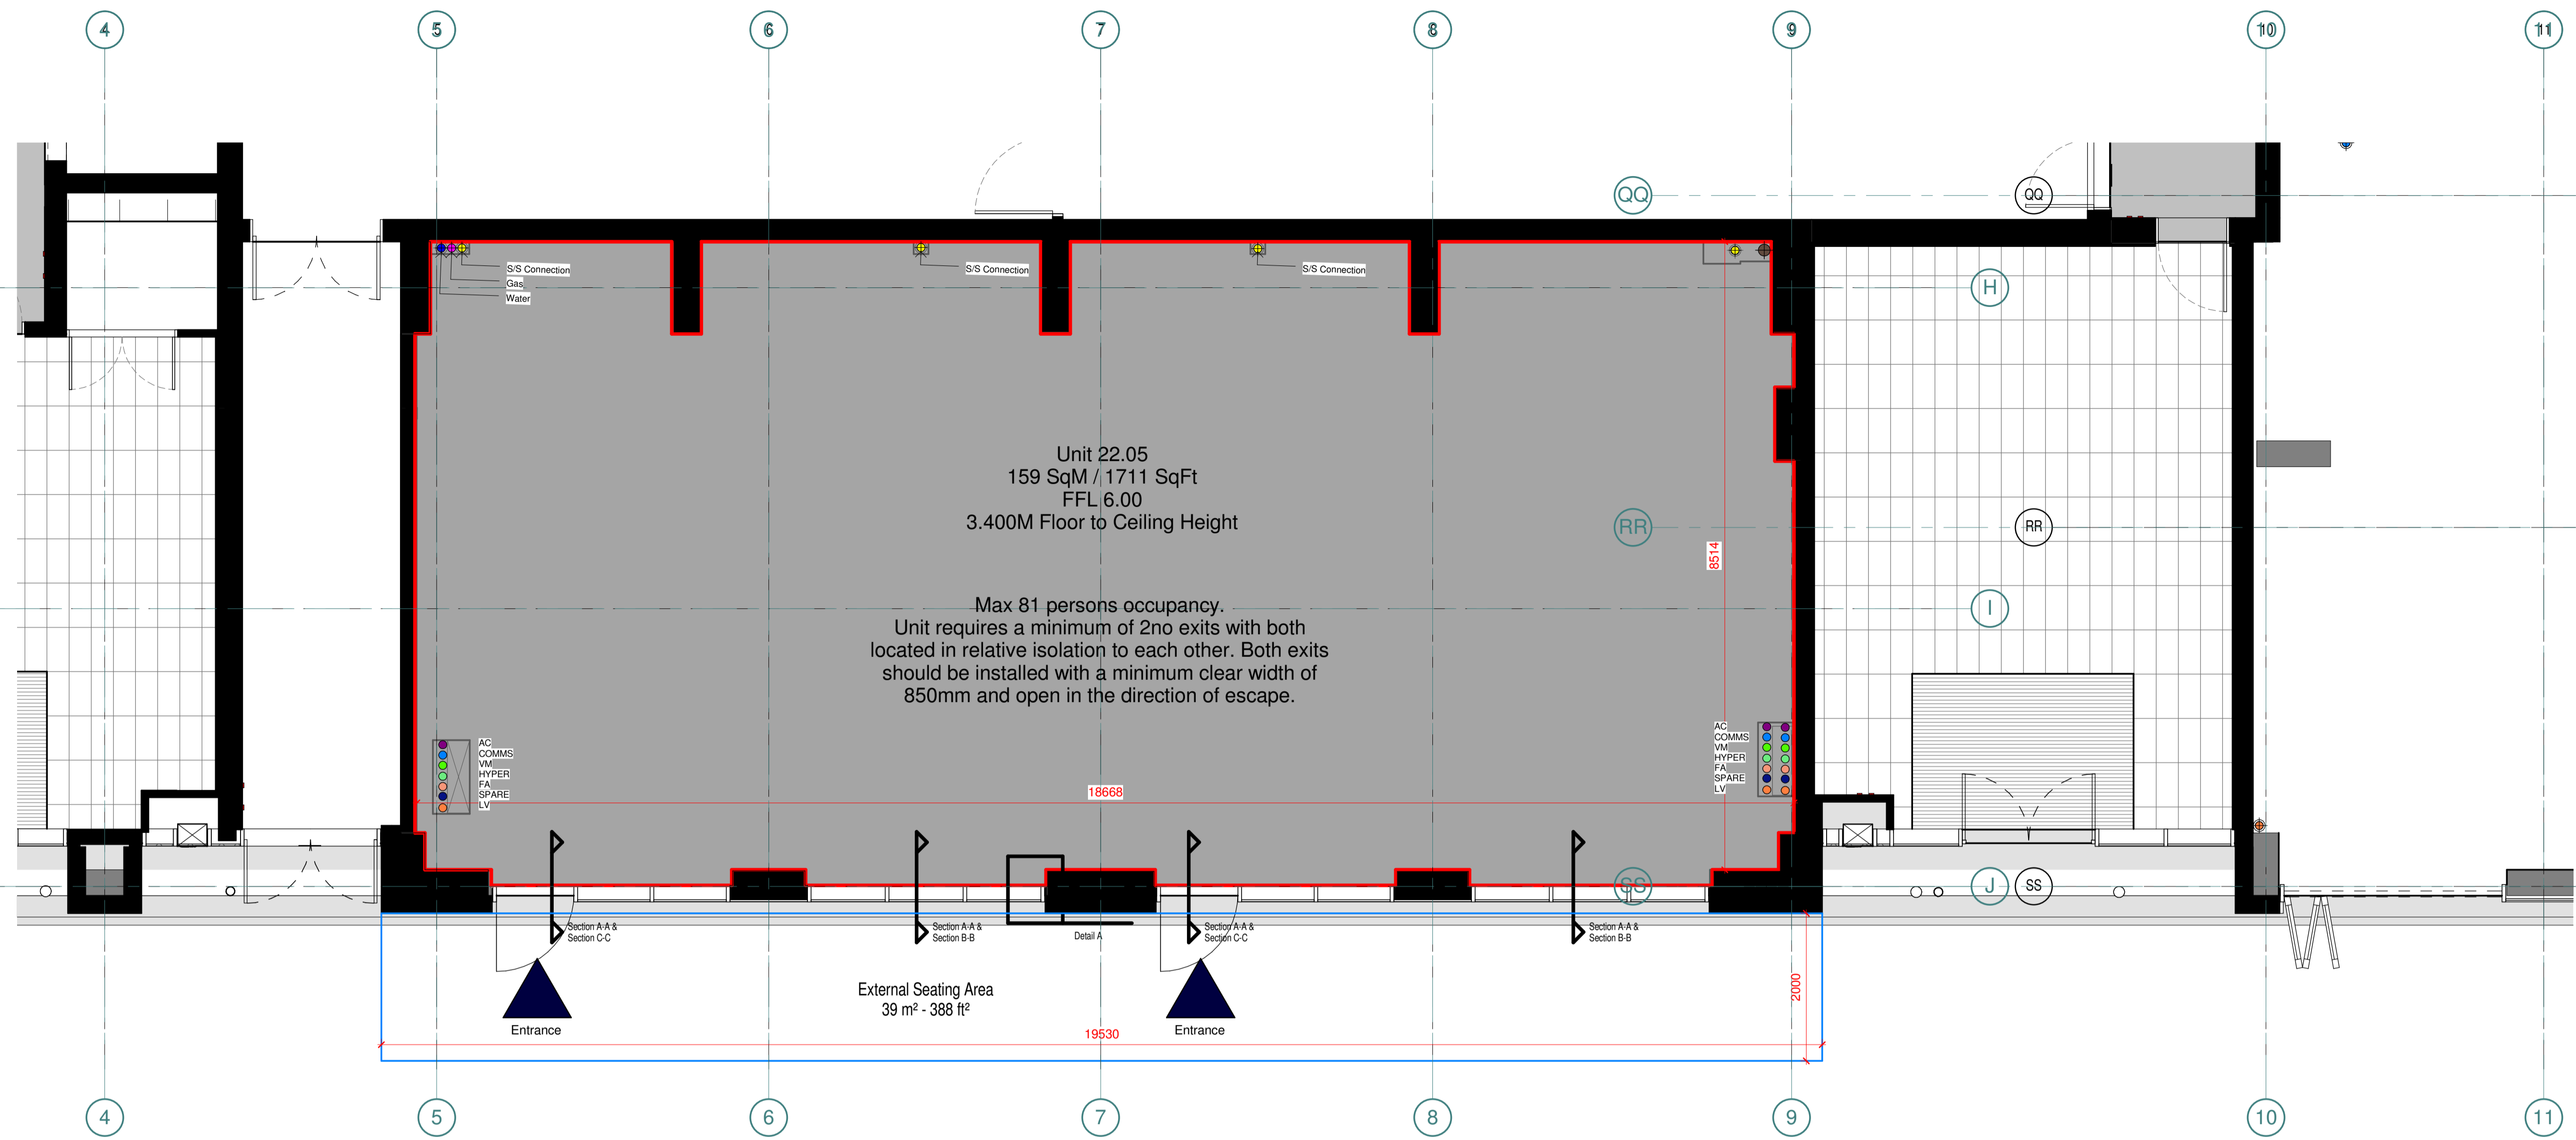 4 5 6 7 8 9 10 11
QQ QQ
S/S Connection
Gas
Water
S/S Connection
S/S Connection
H
Unit 22.05
159 SqM / 1711 SqFt
FFL 6.00
3.400M Floor to Ceiling Height
RR RR
8514
Max 81 persons occupancy.
Unit requires a minimum of 2no exits with both
located in relative isolation to each other. Both exits
should be installed with a minimum clear width of
850mm and open in the direction of escape.
I
AC
COMMS
VM
HYPER
FA
SPARE
LV
AC
COMMS
VM
HYPER
FA
SPARE
LV
18668
SS J SS
Section A-A &
Section C-C
Section A-A &
Section B-B
Detail A
Section A-A &
Section C-C
Section A-A &
Section B-B
External Seating Area
39 m² - 388 ft²
2000
Entrance
Entrance
19530
4 5 6 7 8 9 10 11